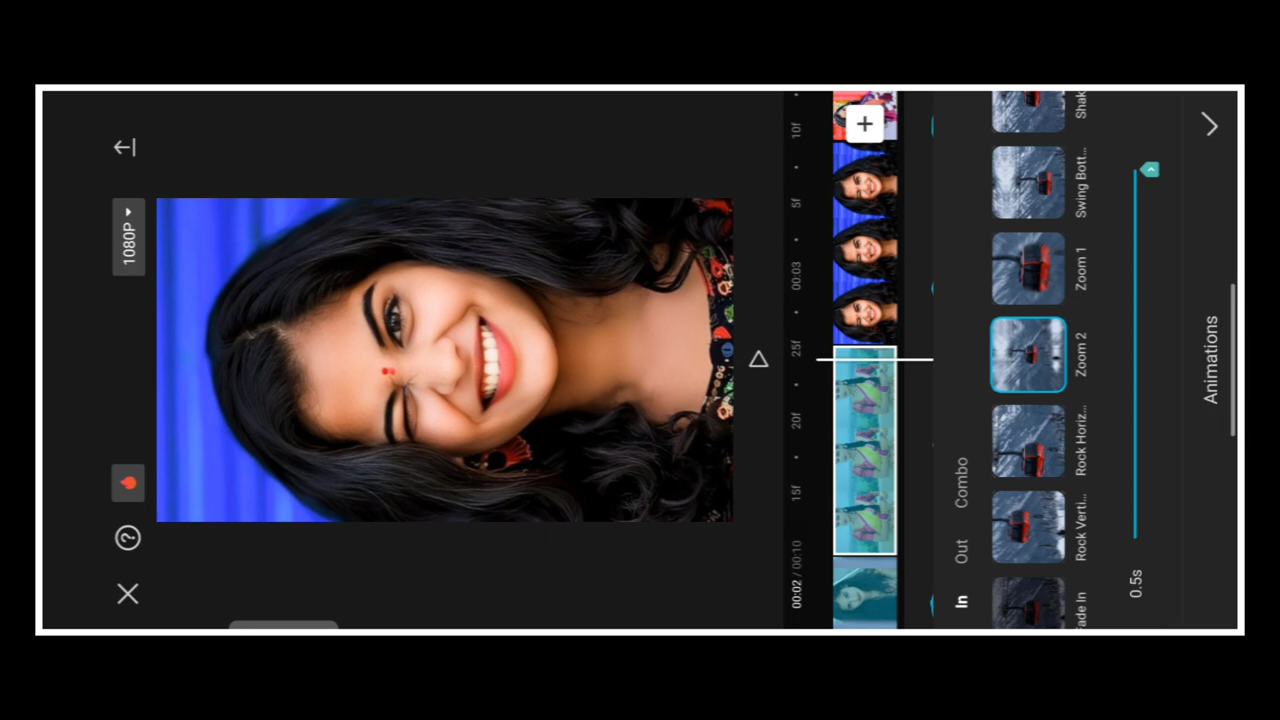 1080P
00:02 / 00:10 15f 20f 25f 00:03 5f 10f
In Out Combo
ade In Rock Verti... Rock Horiz... Zoom 2 Zoom 1 Swing Bott... Shak
0.5s
Animations